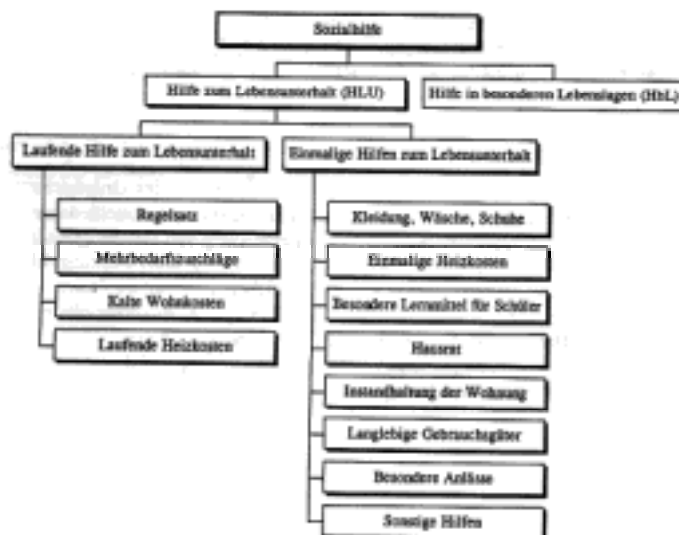 Sozialhilfe
Hilfe zum Lebensunterhalt (HLU)
Hilfe in besonderen Lebenslagen (HbL)
Laufende Hilfe zum Lebensunterhalt
Einmalige Hilfen zum Lebensunterhalt
Regelsatz
Mehrbedarfszuschläge
Kalte Wohnkosten
Laufende Heizkosten
Kleidung, Wäsche, Schuhe
Einmalige Heizkosten
Besondere Lernmittel für Schüler
Hausrat
Instandhaltung der Wohnung
Langlebige Gebrauchsgüter
Besondere Anlässe
Sonstige Hilfen